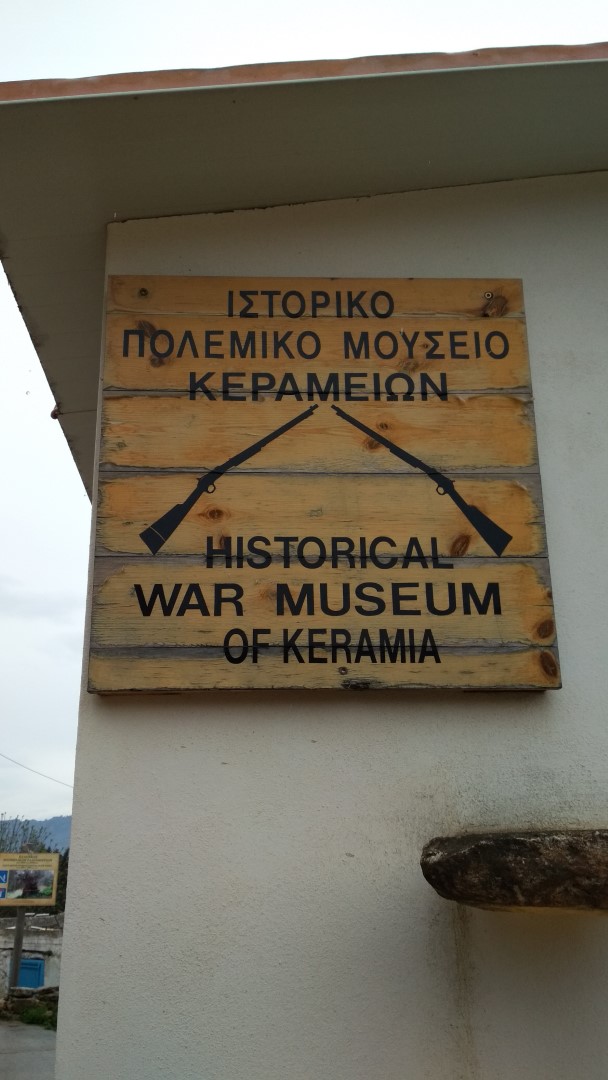 ΙΣΤΟΡΙΚΟ
ΠΟΛΕΜΙΚΟ ΜΟΥΣΕΙΟ
ΚΕΡΑΜΕΙΩΝ
HISTORICAL
WAR MUSEUM
OF KERAMIA